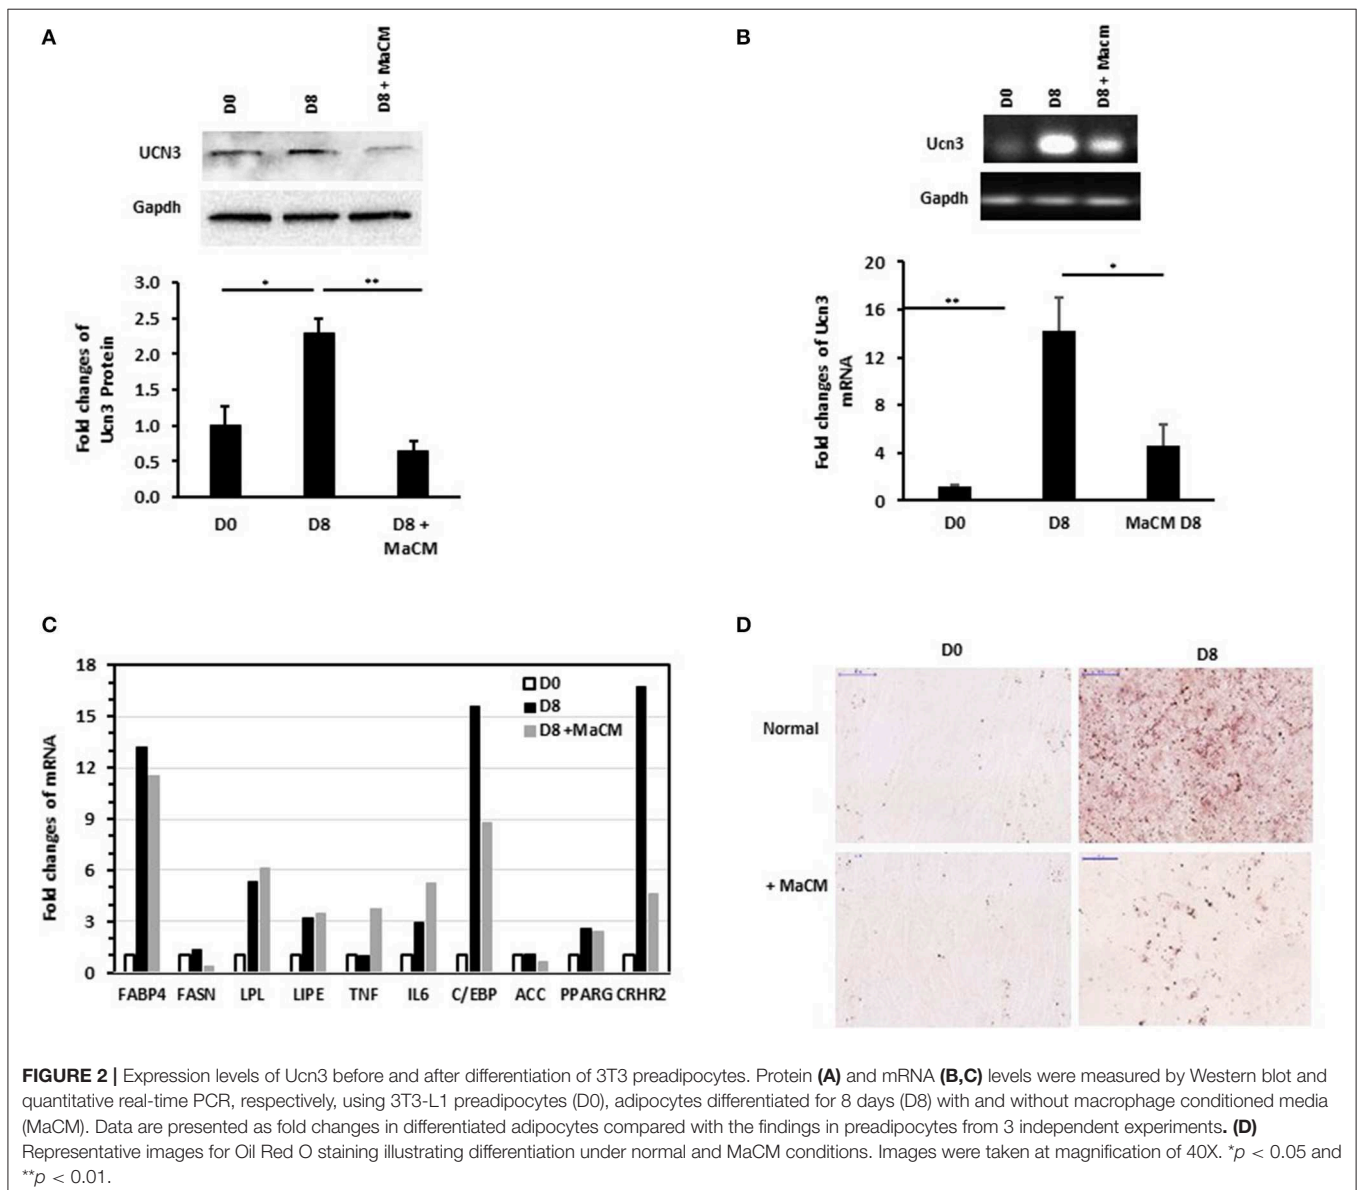 A
D0
D8
D8 + MaCM
UCN3
Gapdh
3.0
2.5
2.0
1.5
1.0
0.5
0.0
Fold changes of
Ucn3 Protein
*
**
D0
D8
D8 +
MaCM
B
D0
D8
D8 + Macm
Ucn3
Gapdh
20
16
12
8
4
0
Fold changes of Ucn3
mRNA
**
*
D0
D8
MaCM D8
C
18
15
12
9
6
3
0
Fold changes of mRNA
D0
D8
D8 +MaCM
FABP4 FASN LPL LIPE TNF IL6 C/EBP ACC PPARG CRHR2
D
D0 D8
Normal
+ MaCM
FIGURE 2 | Expression levels of Ucn3 before and after differentiation of 3T3 preadipocytes. Protein (A) and mRNA (B,C) levels were measured by Western blot and
quantitative real-time PCR, respectively, using 3T3-L1 preadipocytes (D0), adipocytes differentiated for 8 days (D8) with and without macrophage conditioned media
(MaCM). Data are presented as fold changes in differentiated adipocytes compared with the findings in preadipocytes from 3 independent experiments. (D)
Representative images for Oil Red O staining illustrating differentiation under normal and MaCM conditions. Images were taken at magnification of 40X. *p < 0.05 and
**p < 0.01.